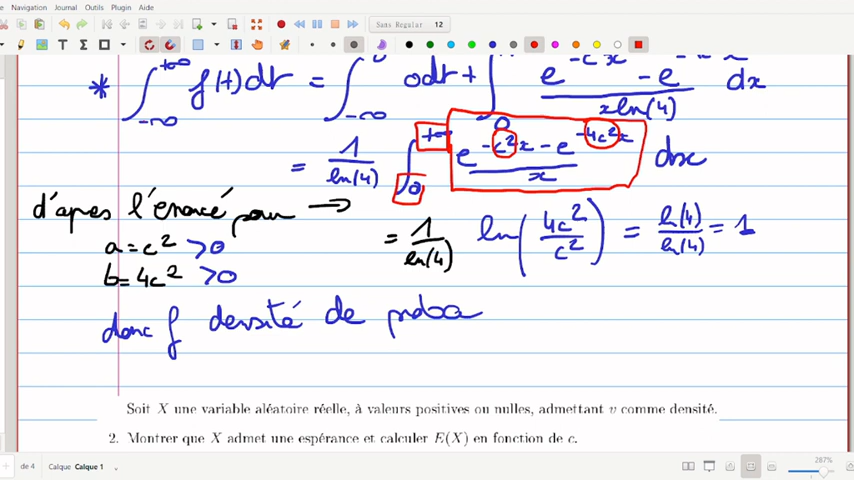 Navigation Journal Outils Plugin Aide
Sans Regular 12
* ∫_{-∞}^{+∞} f(t)dt = ∫_{-∞}^{0} 0dt + ∫ (e^{-c²x} - e) / (x ln(4)) dx
= 1/ln(4) ∫_{0}^{+∞} (e^{-c²x} - e^{-4c²x}) / x dx
d'après l'énoncé pour →
a = c² >0
b = 4c² >0
= 1/ln(4) ln(4c²/c²) = ln(4)/ln(4) = 1
donc f densité de proba
Soit X une variable aléatoire réelle, à valeurs positives ou nulles, admettant v comme densité.
2. Montrer que X admet une espérance et calculer E(X) en fonction de c.
de 4 Calque Calque 1 287%